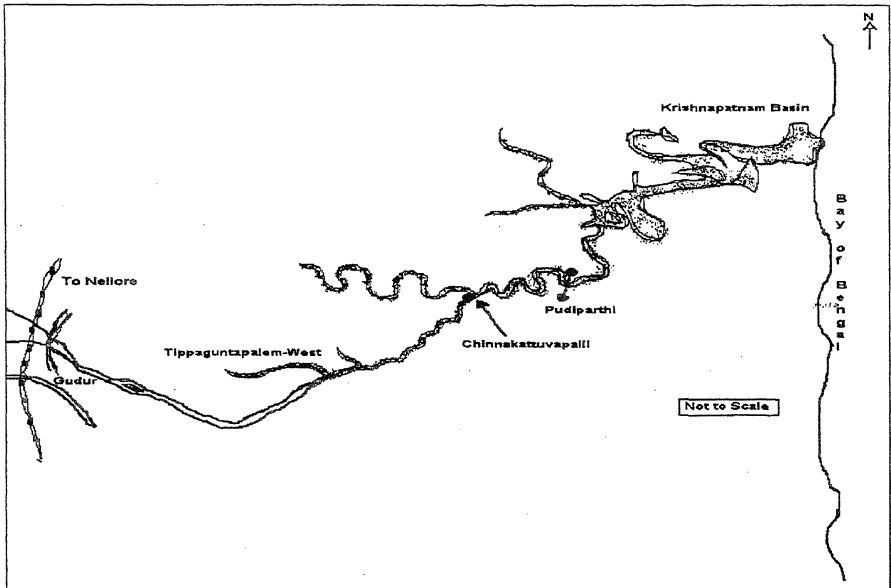 N
Krishnapatnam Basin
Bay of Bengal
To Nellore
Pudiparthi
Chinnakattuvapalli
Tippaguntapalem-West
Gudur
Not to Scale